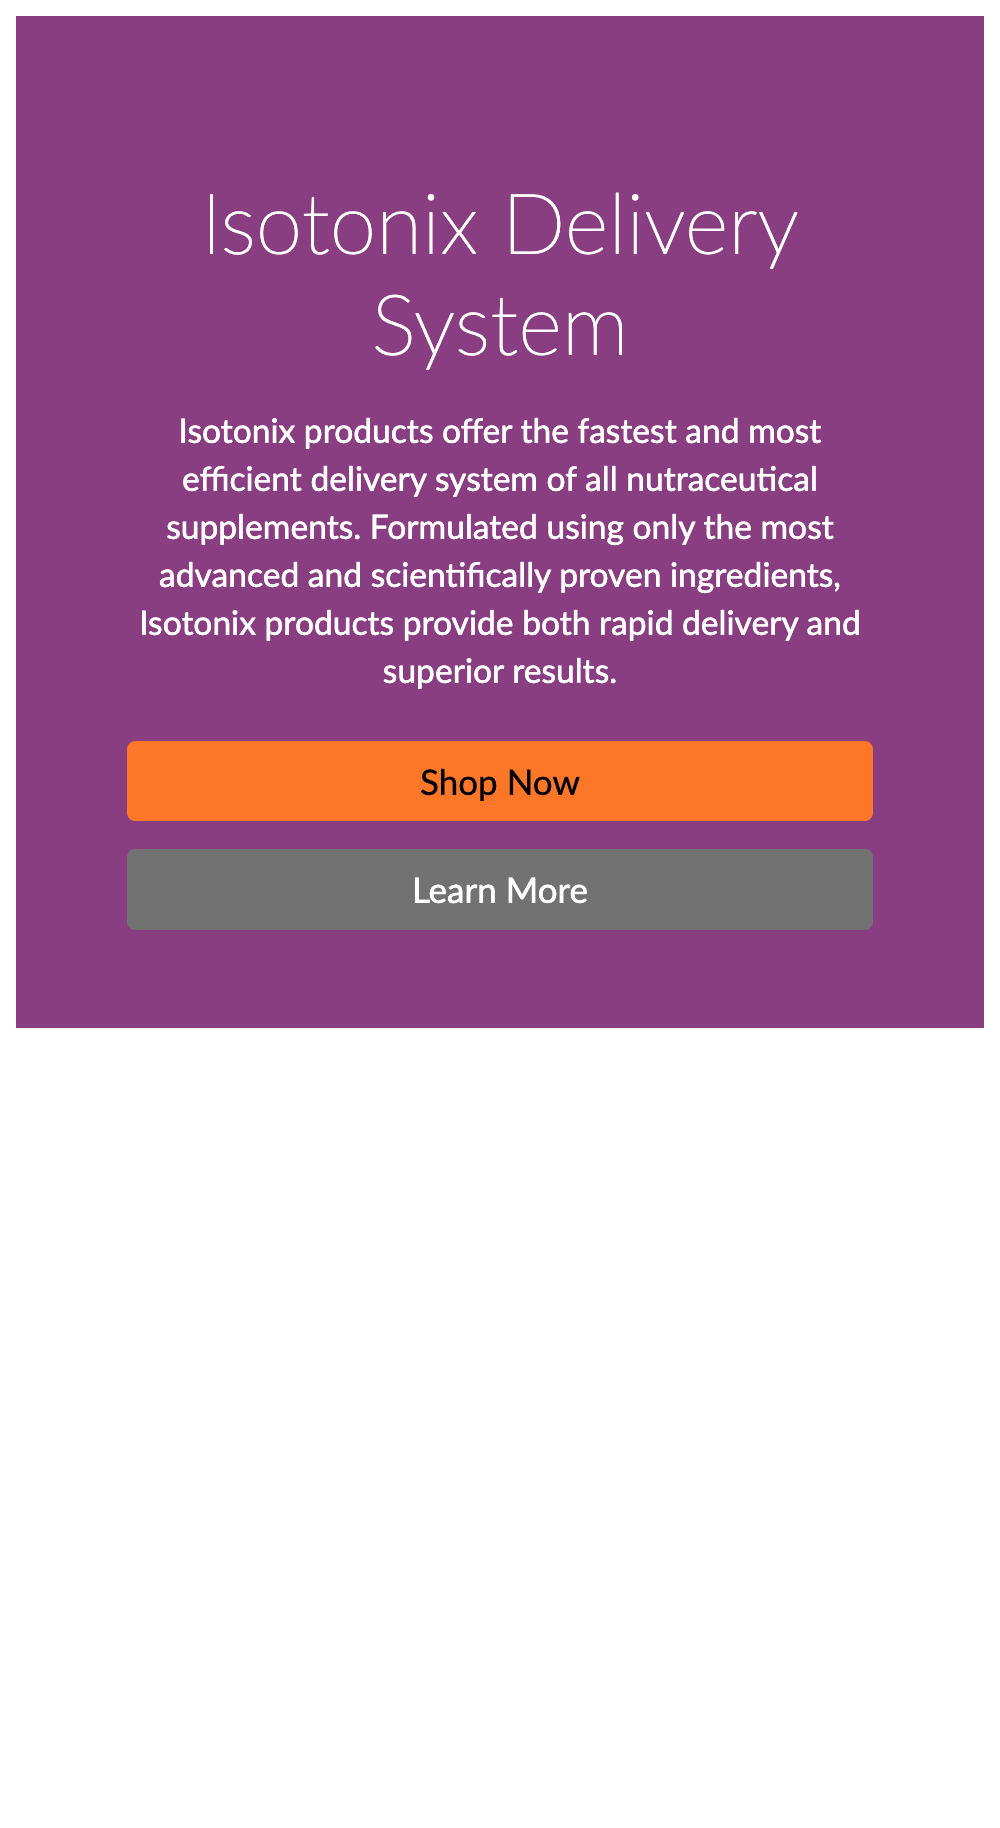 Isotonix Delivery
System
Isotonix products offer the fastest and most
efficient delivery system of all nutraceutical
supplements. Formulated using only the most
advanced and scientifically proven ingredients,
Isotonix products provide both rapid delivery and
superior results.
Shop Now
Learn More